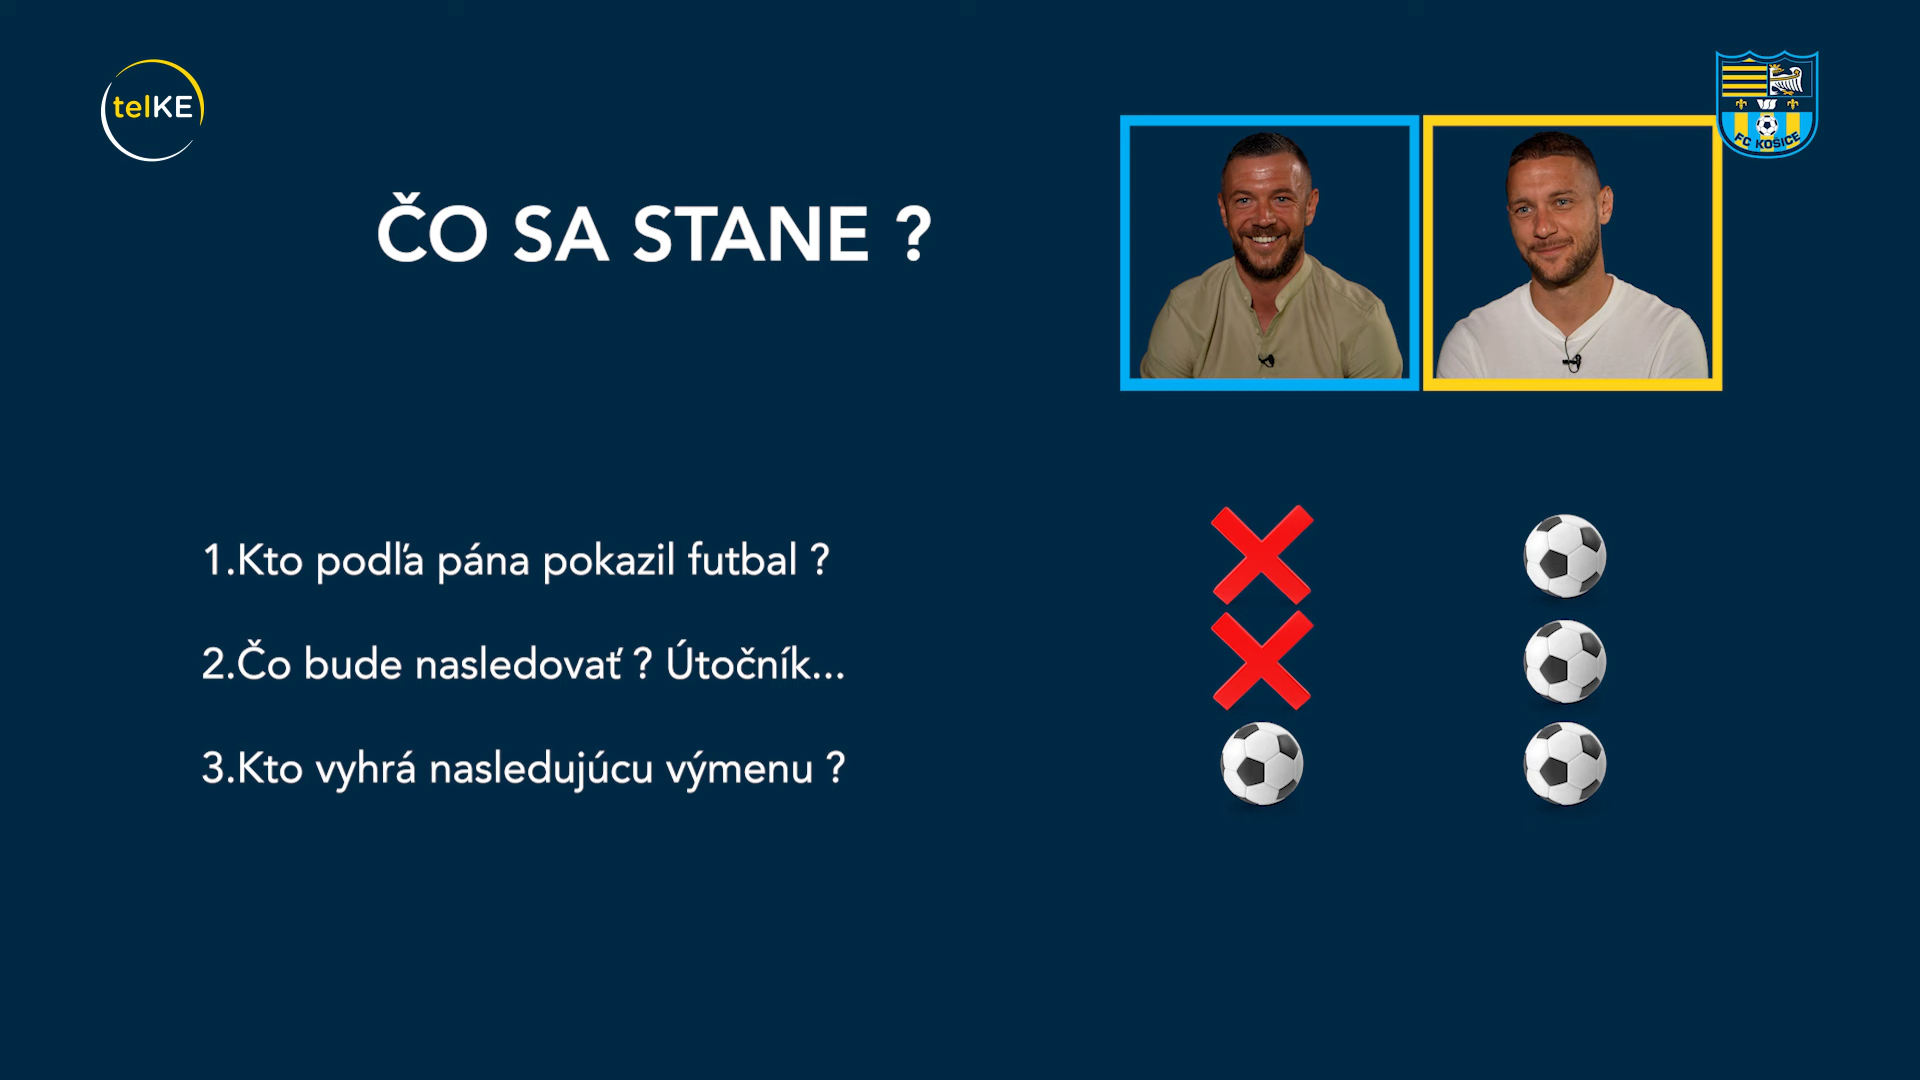 telKE
FC KOŠICE
ČO SA STANE ?
1.Kto podľa pána pokazil futbal ?
2.Čo bude nasledovať ? Útočník...
3.Kto vyhrá nasledujúcu výmenu ?